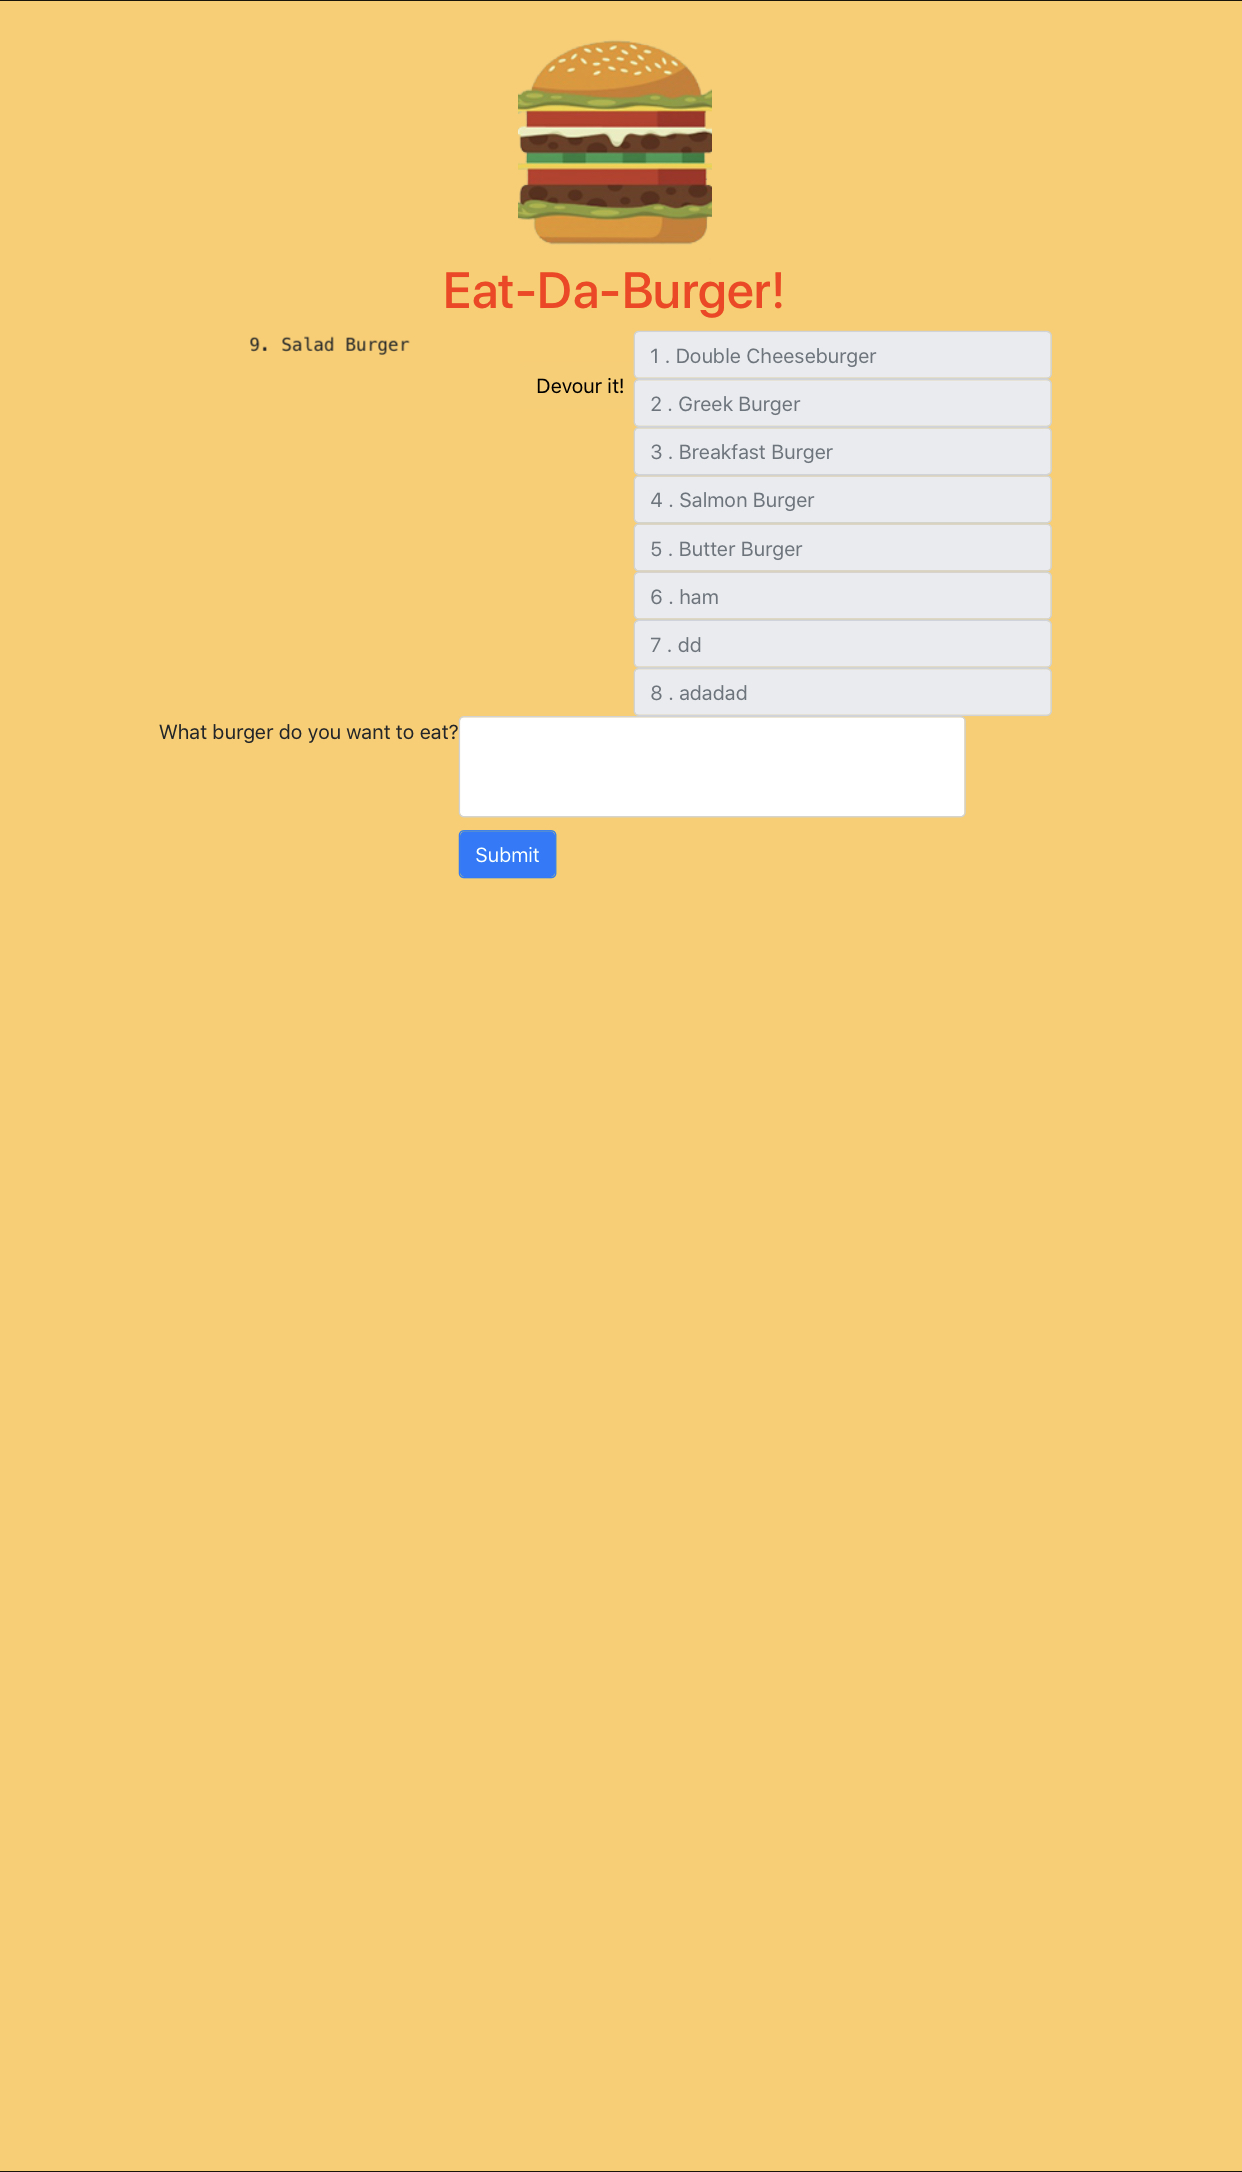 Eat-Da-Burger!
9. Salad Burger
Devour it!
1 . Double Cheeseburger
2 . Greek Burger
3 . Breakfast Burger
4 . Salmon Burger
5 . Butter Burger
6 . ham
7 . dd
8 . adadad
What burger do you want to eat?
Submit